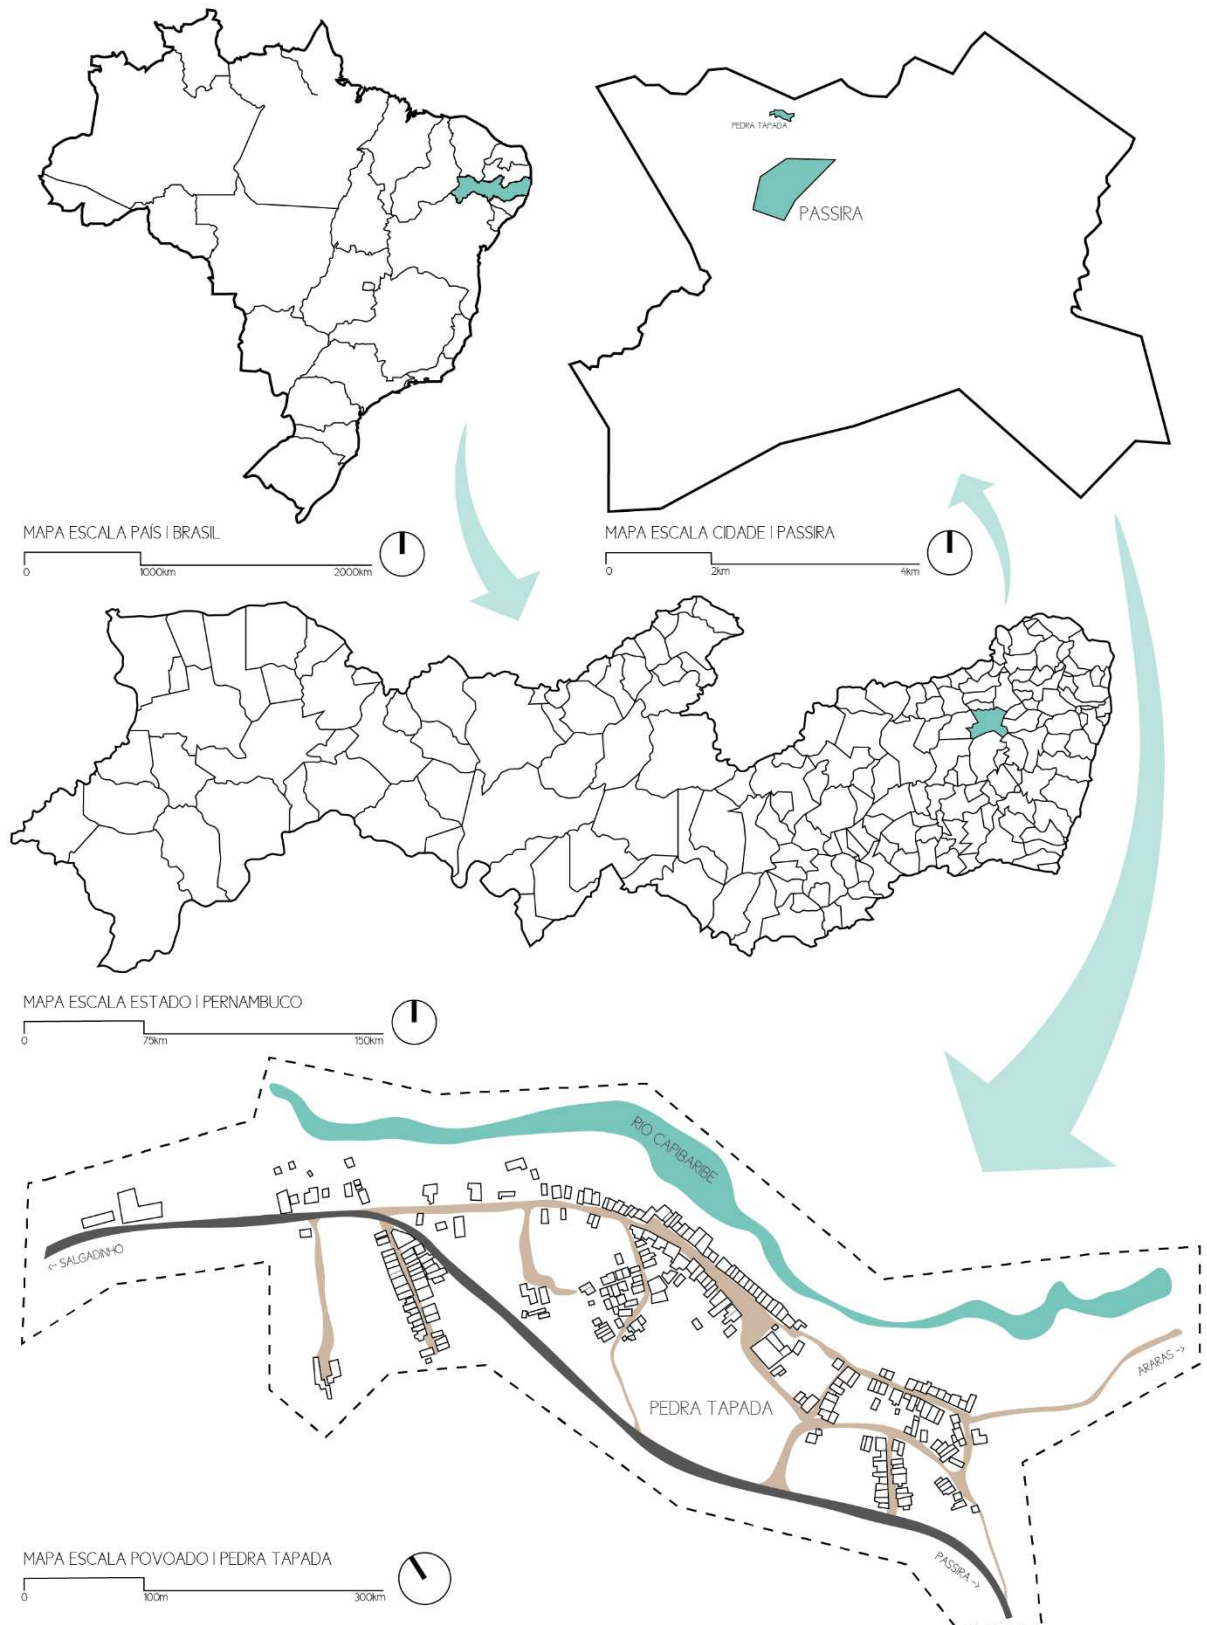 PEDRA TAPADA
PASSIRA
MAPA ESCALA PAÍS | BRASIL
0 1000km 2000km
MAPA ESCALA CIDADE | PASSIRA
0 2km 4km
MAPA ESCALA ESTADO | PERNAMBUCO
0 75km 150km
RIO CAPIBARIBE
<- SALGADINHO
ARARAS ->
PEDRA TAPADA
PASSIRA ->
MAPA ESCALA POVOADO | PEDRA TAPADA
0 100m 300km